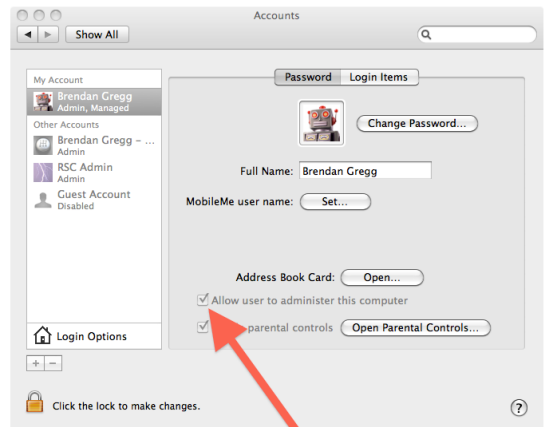 Accounts
Show All
My Account
Brendan Gregg
Admin, Managed
Other Accounts
Brendan Gregg – ...
Admin
RSC Admin
Admin
Guest Account
Disabled
Login Options
+ −
Password Login Items
Change Password...
Full Name: Brendan Gregg
MobileMe user name: Set...
Address Book Card: Open...
Allow user to administer this computer
parental controls Open Parental Controls...
Click the lock to make changes.
?